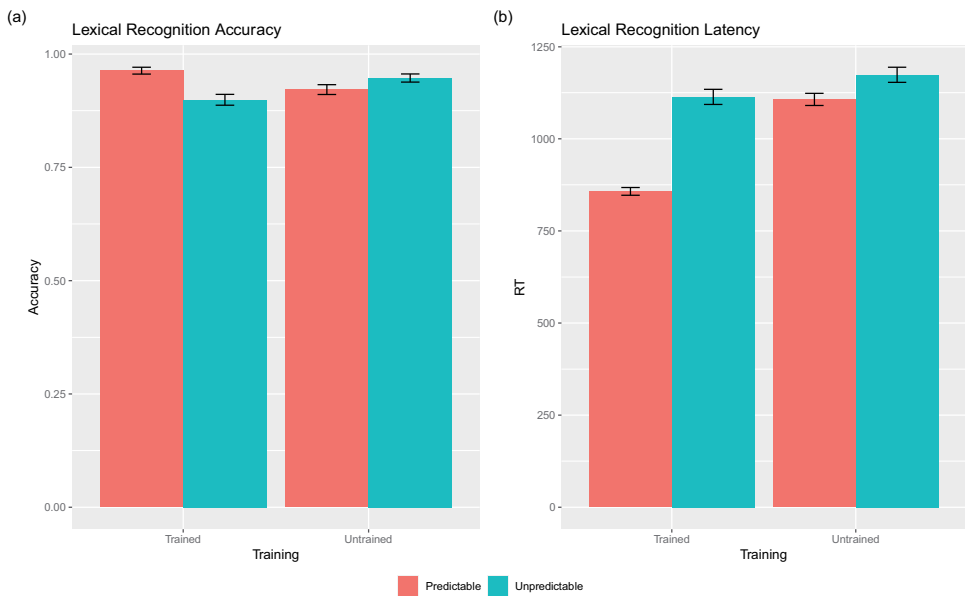 (a)
Lexical Recognition Accuracy
1.00
0.75
0.50
0.25
0.00
Accuracy
Trained
Untrained
Training
(b)
Lexical Recognition Latency
1250
1000
750
500
250
0
RT
Trained
Untrained
Training
Predictable
Unpredictable